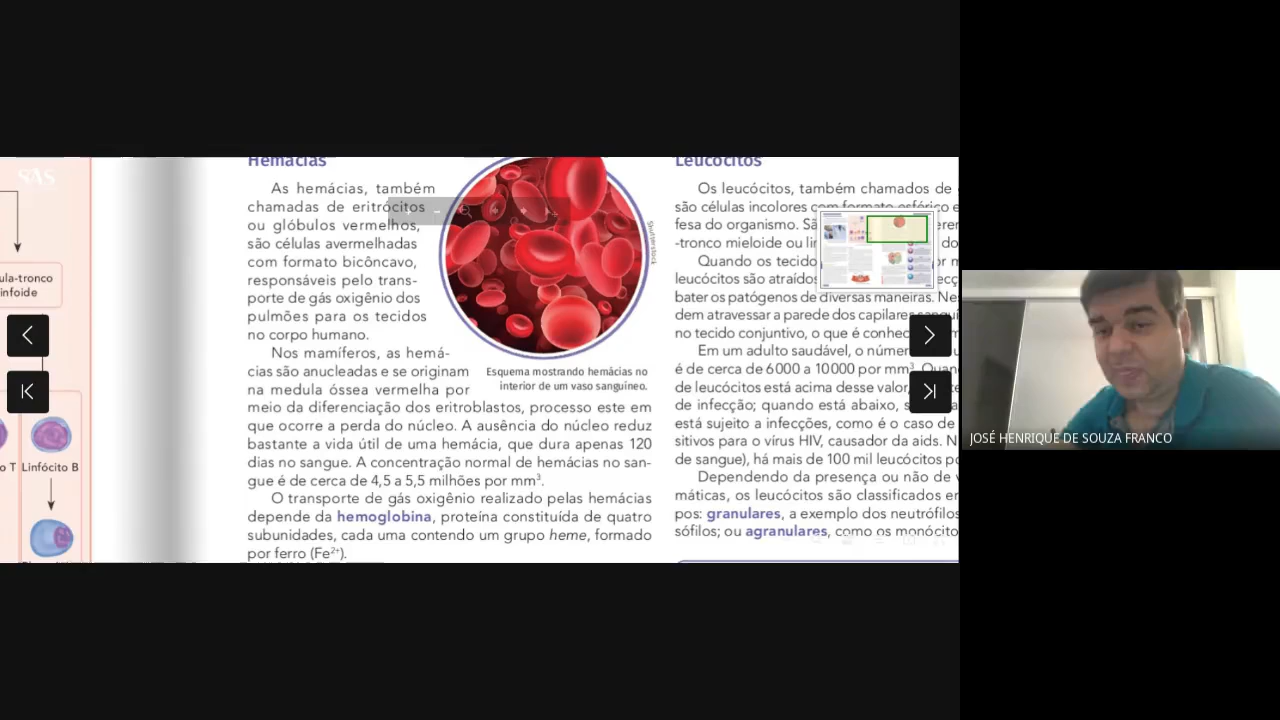 SAS
ula-tronco
infoide
o T
Linfócito B
Hemácias
As hemácias, também
chamadas de eritrócitos
ou glóbulos vermelhos,
são células avermelhadas
com formato bicôncavo,
responsáveis pelo trans-
porte de gás oxigênio dos
pulmões para os tecidos
no corpo humano.
Nos mamíferos, as hemá-
cias são anucleadas e se originam
na medula óssea vermelha por
meio da diferenciação dos eritroblastos, processo este em
que ocorre a perda do núcleo. A ausência do núcleo reduz
bastante a vida útil de uma hemácia, que dura apenas 120
dias no sangue. A concentração normal de hemácias no san-
gue é de cerca de 4,5 a 5,5 milhões por mm³.
O transporte de gás oxigênio realizado pelas hemácias
depende da hemoglobina, proteína constituída de quatro
subunidades, cada uma contendo um grupo heme, formado
por ferro (Fe²⁺).
Shutterstock
Esquema mostrando hemácias no
interior de um vaso sanguíneo.
Leucócitos
Os leucócitos, também chamados de
são células incolores com formato esférico e
fesa do organismo.
-tronco mieloide ou
Quando os tecido
leucócitos são atraídos
bater os patógenos de diversas maneiras.
dem atravessar a parede dos capilares
no tecido conjuntivo, o que é
Em um adulto saudável, o
é de cerca de 6 000 a 10 000 por mm³.
de leucócitos está acima desse valor,
de infecção; quando está abaixo,
está sujeito a infecções, como é o caso de
sitivos para o vírus HIV, causador da aids. N
de sangue), há mais de 100 mil leucócitos
Dependendo da presença ou não de
máticas, os leucócitos são classificados
pos: granulares, a exemplo dos neutrófilos
sófilos; ou agranulares, como os monócito
JOSÉ HENRIQUE DE SOUZA FRANCO